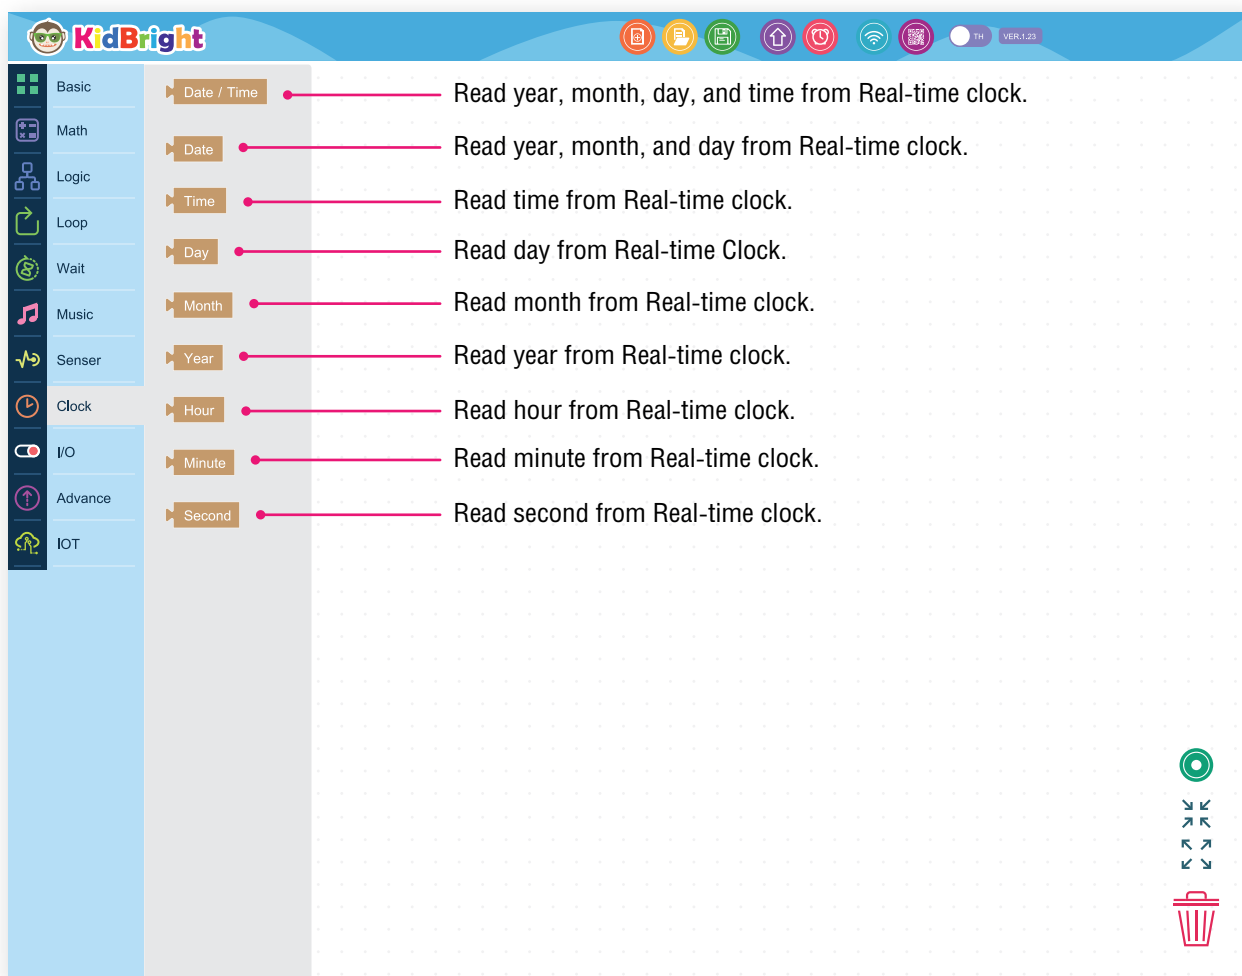 KidBright
TH
VER.1.23
Basic
Math
Logic
Loop
Wait
Music
Senser
Clock
I/O
Advance
IOT
Date / Time
Read year, month, day, and time from Real-time clock.
Date
Read year, month, and day from Real-time clock.
Time
Read time from Real-time clock.
Day
Read day from Real-time Clock.
Month
Read month from Real-time clock.
Year
Read year from Real-time clock.
Hour
Read hour from Real-time clock.
Minute
Read minute from Real-time clock.
Second
Read second from Real-time clock.